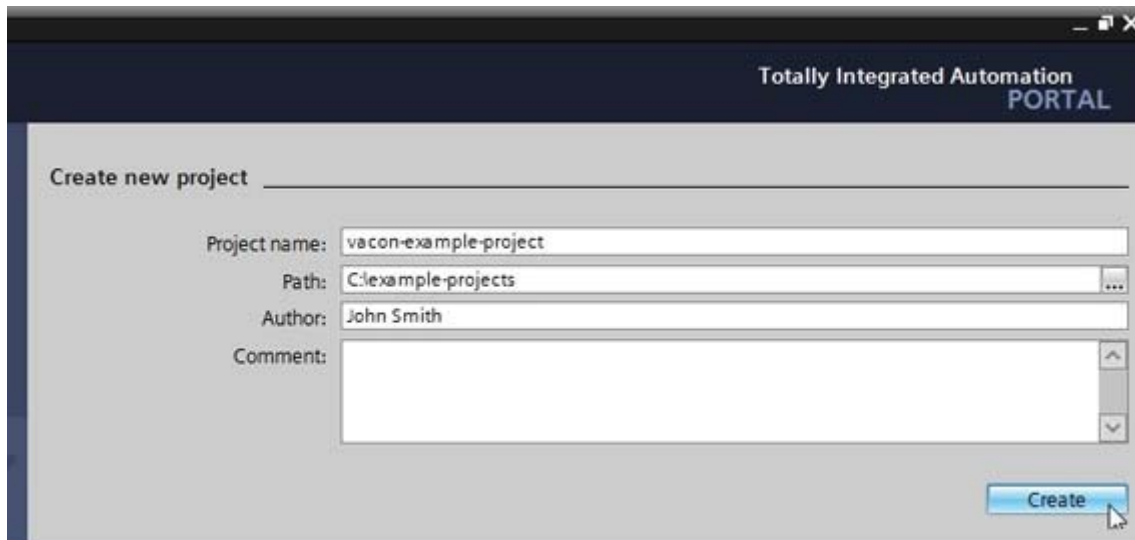 Totally Integrated Automation
PORTAL
Create new project
Project name: vacon-example-project
Path: C:\example-projects
...
Author: John Smith
Comment:
Create